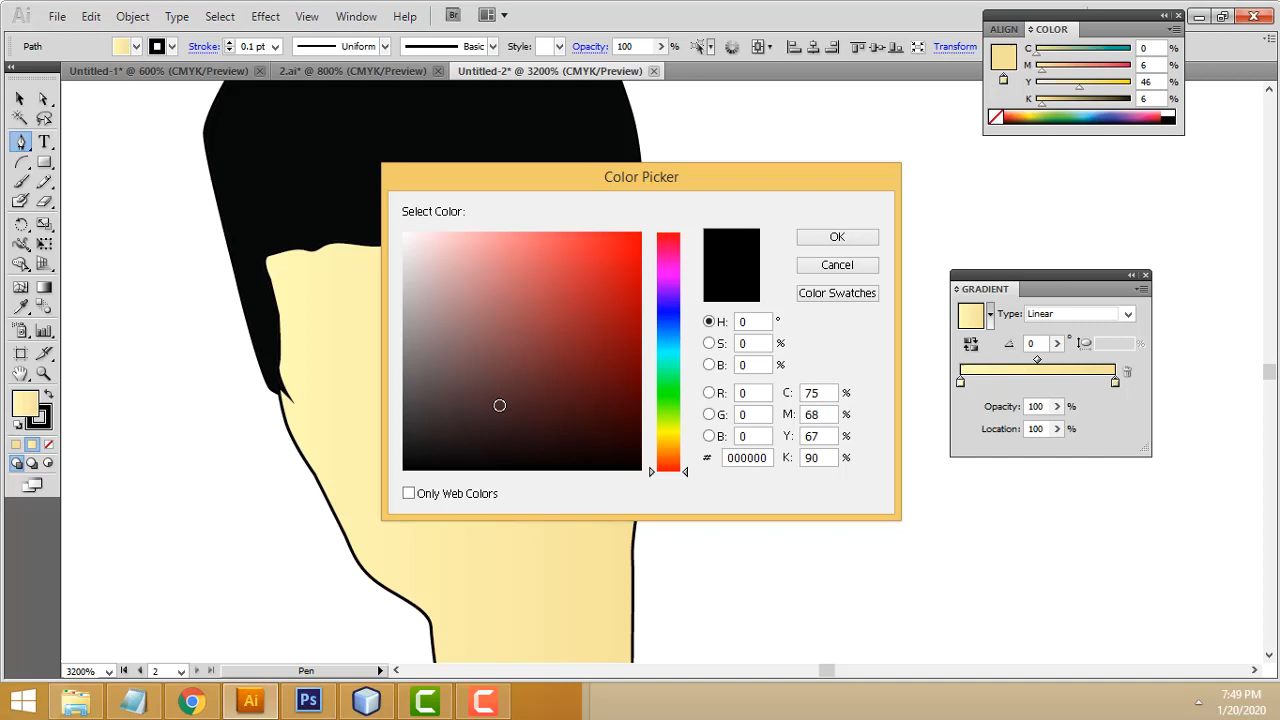 Ai File Edit Object Type Select Effect View Window Help Br
Path Stroke: 0.1 pt Uniform Basic Style: Opacity: 100 % Transform
Untitled-1* @ 600% (CMYK/Preview) 2.ai* @ 800% (CMYK/Preview) Untitled-2* @ 3200% (CMYK/Preview)
ALIGN COLOR
C 0 %
M 6 %
Y 46 %
K 6 %
Color Picker
Select Color:
OK
Cancel
Color Swatches
H: 0 °
S: 0 %
B: 0 %
R: 0 C: 75 %
G: 0 M: 68 %
B: 0 Y: 67 %
# 000000 K: 90 %
Only Web Colors
GRADIENT
Type: Linear
0 °
%
Opacity: 100 %
Location: 100 %
3200% 2 Pen
Ai Ps C C
7:49 PM
1/20/2020